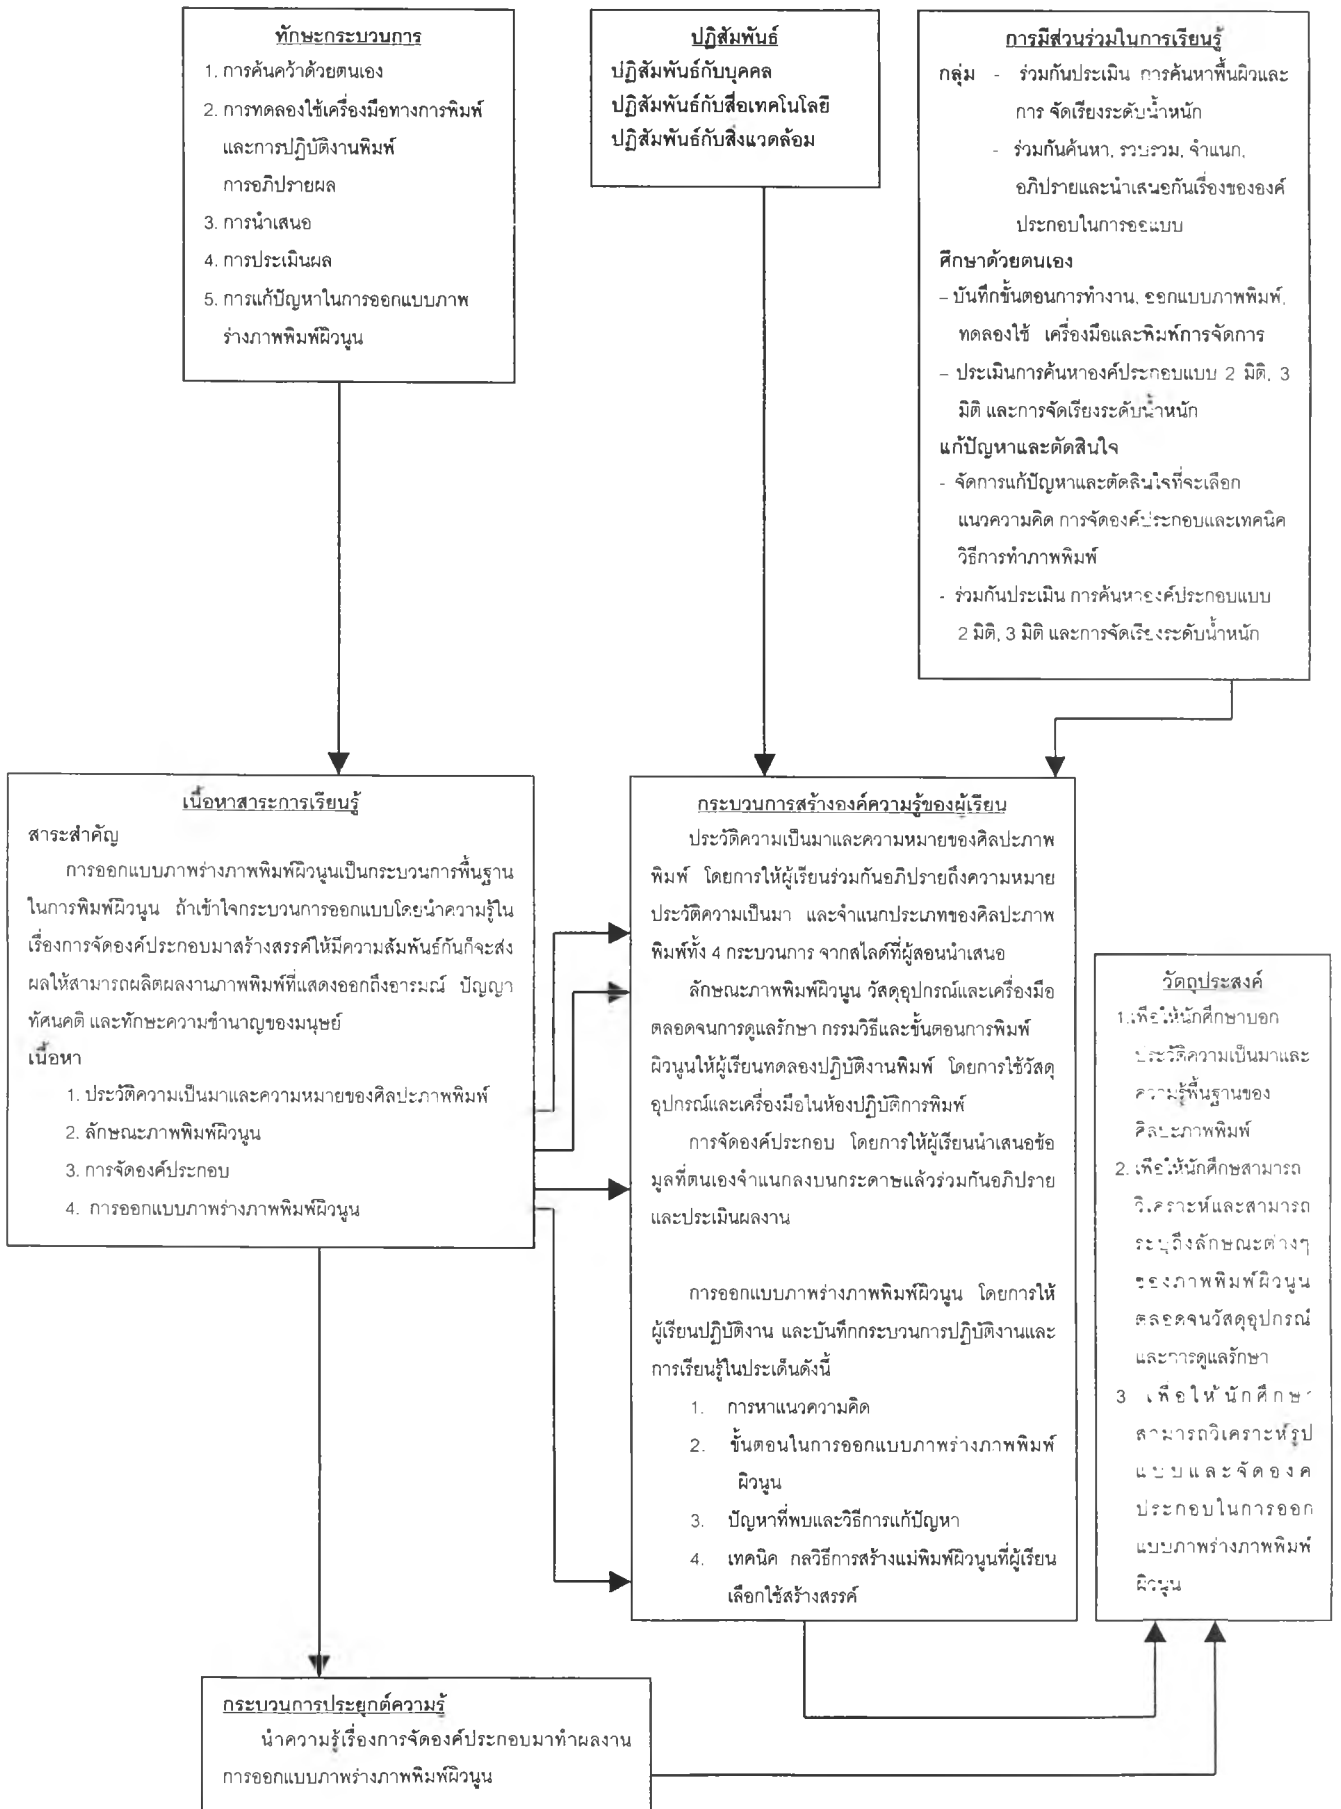 ทักษะกระบวนการ
1. การค้นคว้าด้วยตนเอง
2. การทดลองใช้เครื่องมือทางการพิมพ์
และการปฏิบัติงานพิมพ์
การอภิปรายผล
3. การนำเสนอ
4. การประเมินผล
5. การแก้ปัญหาในการออกแบบภาพ
ร่างภาพพิมพ์ผิวนูน
ปฏิสัมพันธ์
ปฏิสัมพันธ์กับบุคคล
ปฏิสัมพันธ์กับสื่อเทคโนโลยี
ปฏิสัมพันธ์กับสิ่งแวดล้อม
การมีส่วนร่วมในการเรียนรู้
กลุ่ม - ร่วมกันประเมิน การค้นหาพื้นผิวและ
การ จัดเรียงระดับน้ำหนัก
- ร่วมกันค้นหา, รวบรวม, จำแนก,
อภิปรายและนำเสนอกันเรื่องขององค์
ประกอบในการออแบบ
ศึกษาด้วยตนเอง
– บันทึกขั้นตอนการทำงาน, ออกแบบภาพพิมพ์,
ทดลองใช้ เครื่องมือและพิมพ์การจัดการ
– ประเมินการค้นหาองค์ประกอบแบบ 2 มิติ, 3
มิติ และการจัดเรียงระดับน้ำหนัก
แก้ปัญหาและตัดสินใจ
- จัดการแก้ปัญหาและตัดสินใจที่จะเลือก
แนวความคิด การจัดองค์ประกอบและเทคนิค
วิธีการทำภาพพิมพ์
- ร่วมกันประเมิน การค้นหาองค์ประกอบแบบ
2 มิติ, 3 มิติ และการจัดเรียงระดับน้ำหนัก
เนื้อหาสาระการเรียนรู้
สาระสำคัญ
การออกแบบภาพร่างภาพพิมพ์ผิวนูนเป็นกระบวนการพื้นฐาน
ในการพิมพ์ผิวนูน ถ้าเข้าใจกระบวนการออกแบบโดยนำความรู้ใน
เรื่องการจัดองค์ประกอบมาสร้างสรรค์ให้มีความสัมพันธ์กันก็จะส่ง
ผลให้สามารถผลิตผลงานภาพพิมพ์ที่แสดงออกถึงอารมณ์ ปัญญา
ทัศนคติ และทักษะความชำนาญของมนุษย์
เนื้อหา
1. ประวัติความเป็นมาและความหมายของศิลปะภาพพิมพ์
2. ลักษณะภาพพิมพ์ผิวนูน
3. การจัดองค์ประกอบ
4. การออกแบบภาพร่างภาพพิมพ์ผิวนูน
กระบวนการสร้างองค์ความรู้ของผู้เรียน
ประวัติความเป็นมาและความหมายของศิลปะภาพ
พิมพ์ โดยการให้ผู้เรียนร่วมกันอภิปรายถึงความหมาย
ประวัติความเป็นมา และจำแนกประเภทของศิลปะภาพ
พิมพ์ทั้ง 4 กระบวนการ จากสไลด์ที่ผู้สอนนำเสนอ
ลักษณะภาพพิมพ์ผิวนูน วัสดุอุปกรณ์และเครื่องมือ
ตลอดจนการดูแลรักษา กรรมวิธีและขั้นตอนการพิมพ์
ผิวนูนให้ผู้เรียนทดลองปฏิบัติงานพิมพ์ โดยการใช้วัสดุ
อุปกรณ์และเครื่องมือในห้องปฏิบัติการพิมพ์
การจัดองค์ประกอบ โดยการให้ผู้เรียนนำเสนอข้อ
มูลที่ตนเองจำแนกลงบนกระดาษแล้วร่วมกันอภิปราย
และประเมินผลงาน
การออกแบบภาพร่างภาพพิมพ์ผิวนูน โดยการให้
ผู้เรียนปฏิบัติงาน และบันทึกกระบวนการปฏิบัติงานและ
การเรียนรู้ในประเด็นดังนี้
1. การหาแนวความคิด
2. ขั้นตอนในการออกแบบภาพร่างภาพพิมพ์
ผิวนูน
3. ปัญหาที่พบและวิธีการแก้ปัญหา
4. เทคนิค กลวิธีการสร้างแม่พิมพ์ผิวนูนที่ผู้เรียน
เลือกใช้สร้างสรรค์
วัตถุประสงค์
1.เพื่อให้นักศึกษาบอก
ประวัติความเป็นมาและ
ความรู้พื้นฐานของ
ศิลปะภาพพิมพ์
2. เพื่อให้นักศึกษสามารถ
วิเคราะห์และสามารถ
ระบุถึงลักษณะต่างๆ
ของภาพพิมพ์ผิวนูน
ตลอดจนวัสดุอุปกรณ์
และการดูแลรักษา
3 เพื่อให้นักศึกษา
สามารถวิเคราะห์รูป
แบบและจัดองค
ประกอบในการออก
แบบภาพร่างภาพพิมพ์
ผิวนูน
กระบวนการประยุกต์ความรู้
นำความรู้เรื่องการจัดองค์ประกอบมาทำผลงาน
การออกแบบภาพร่างภาพพิมพ์ผิวนูน